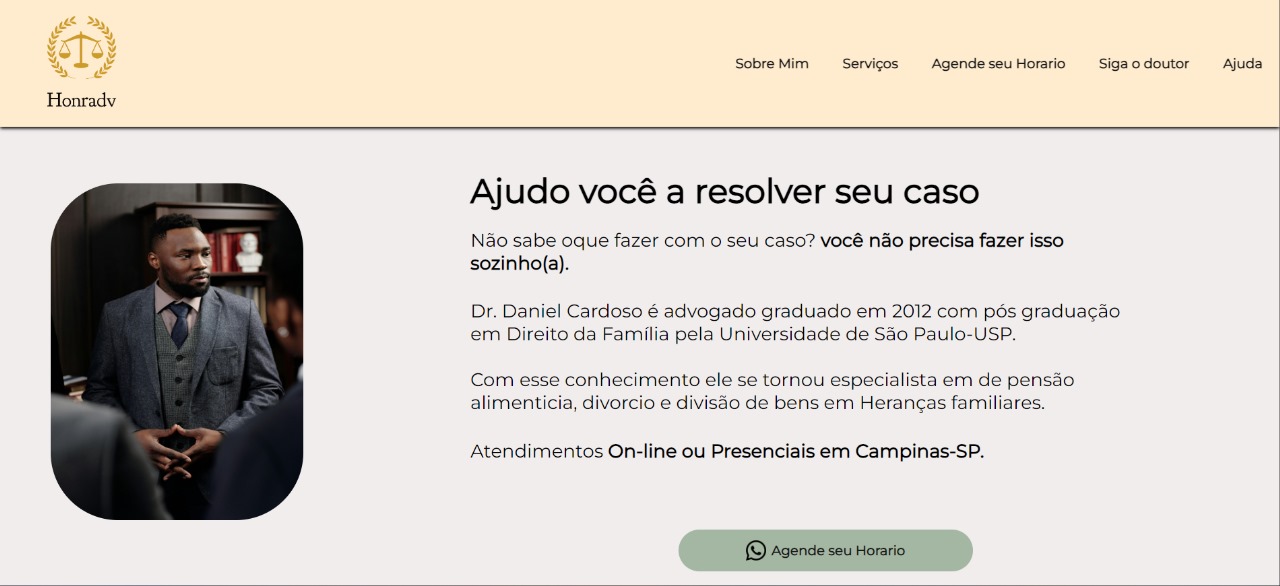 Honradv
Sobre Mim
Serviços
Agende seu Horario
Siga o doutor
Ajuda
Ajudo você a resolver seu caso
Não sabe oque fazer com o seu caso? você não precisa fazer isso
sozinho(a).
Dr. Daniel Cardoso é advogado graduado em 2012 com pós graduação
em Direito da Família pela Universidade de São Paulo-USP.
Com esse conhecimento ele se tornou especialista em de pensão
alimenticia, divorcio e divisão de bens em Heranças familiares.
Atendimentos On-line ou Presenciais em Campinas-SP.
Agende seu Horario